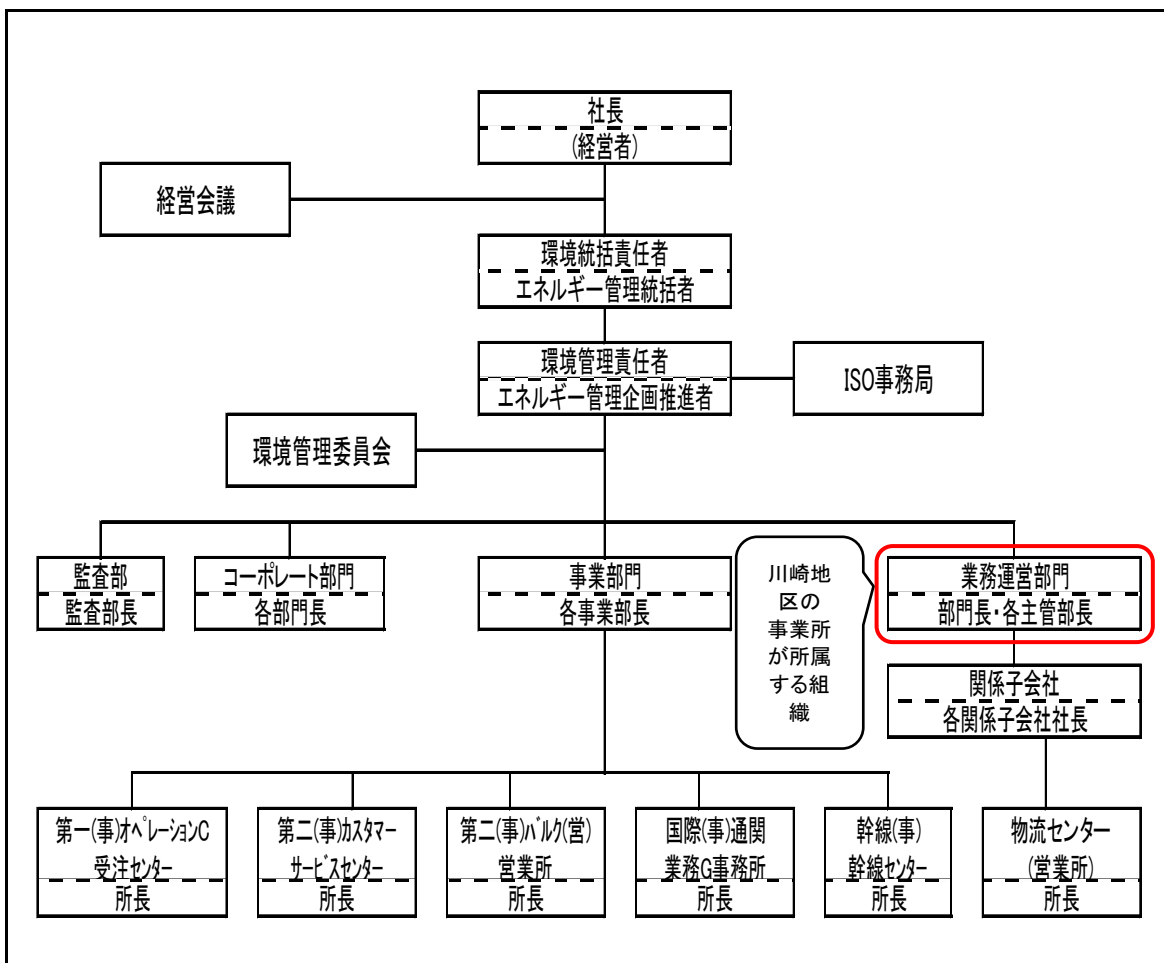 社長
(経営者)
経営会議
環境統括責任者
エネルギー管理統括者
環境管理責任者
エネルギー管理企画推進者
ISO事務局
環境管理委員会
監査部
監査部長
コーポレート部門
各部門長
事業部門
各事業部長
川崎地
区の
事業所
が所属
する組
織
業務運営部門
部門長・各主管部長
関係子会社
各関係子会社社長
第一(事)ｵﾍﾟﾚｰｼｮﾝC
受注ｾﾝﾀｰ
所長
第二(事)ｶｽﾀﾏｰ
ｻｰﾋﾞｽｾﾝﾀｰ
所長
第二(事)ﾊﾞﾙｸ(営)
営業所
所長
国際(事)通関
業務G事務所
所長
幹線(事)
幹線ｾﾝﾀｰ
所長
物流センター
(営業所)
所長